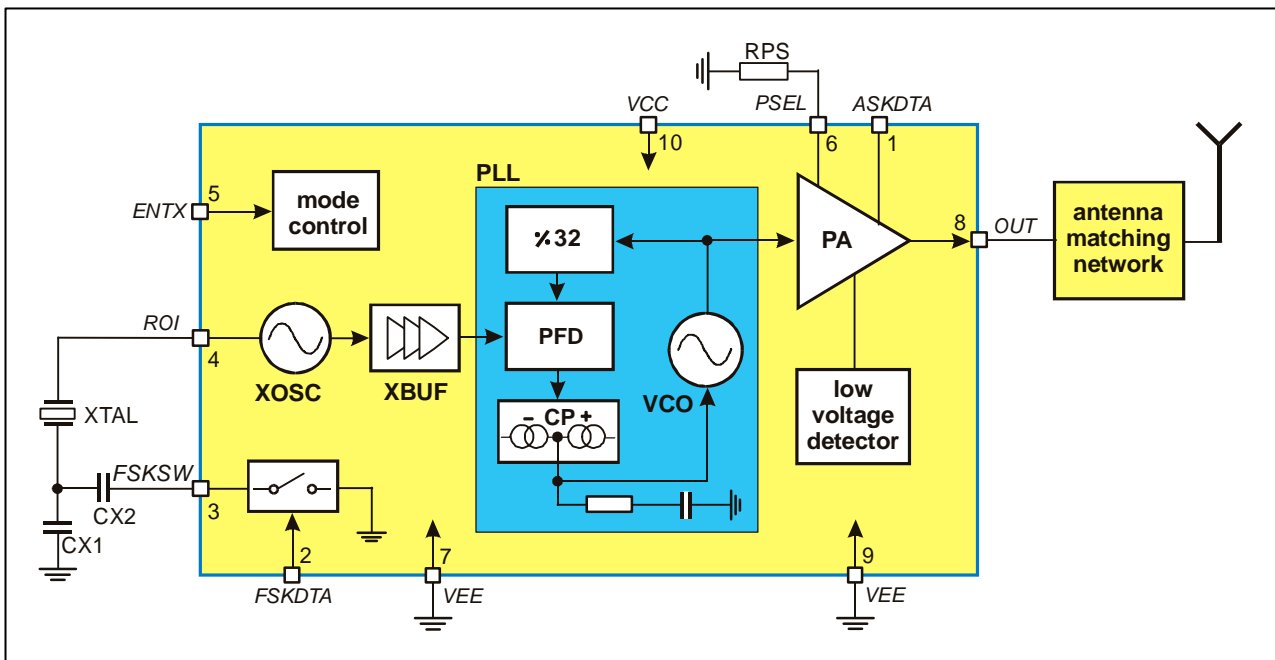 RPS
VCC
PSEL
ASKDTA
10
6
1
PLL
5
ENTX
mode
control
÷ 32
PA
8
OUT
antenna
matching
network
ROI
4
XOSC
XBUF
PFD
VCO
low
voltage
detector
XTAL
- CP +
FSKSW
3
CX2
CX1
2
7
9
FSKDTA
VEE
VEE